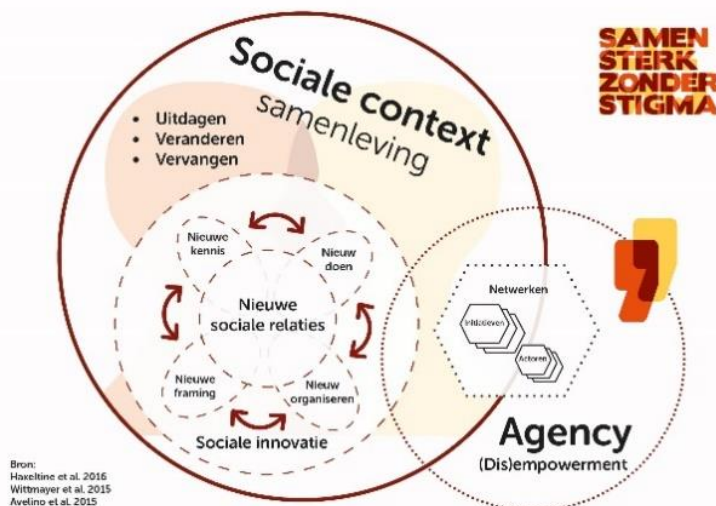 Sociale context
samenleving
• Uitdagen
• Veranderen
• Vervangen
SAMEN
STERK
ZONDER
STIGMA
Nieuwe
kennis
Nieuw
doen
Nieuwe
sociale relaties
Nieuwe
framing
Nieuw
organiseren
Sociale innovatie
Netwerken
Initiatieven
Actoren
Agency
(Dis)empowerment
Bron:
Haxeltine et al. 2016
Wittmayer et al. 2015
Avelino et al. 2015